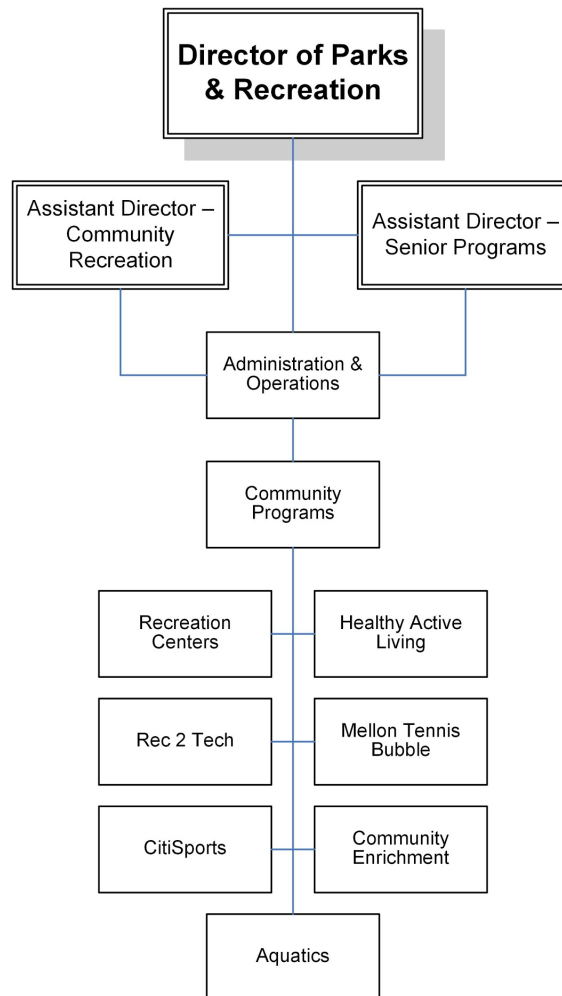 Director of Parks
& Recreation
Assistant Director –
Community
Recreation
Assistant Director –
Senior Programs
Administration &
Operations
Community
Programs
Recreation
Centers
Healthy Active
Living
Rec 2 Tech
Mellon Tennis
Bubble
CitiSports
Community
Enrichment
Aquatics